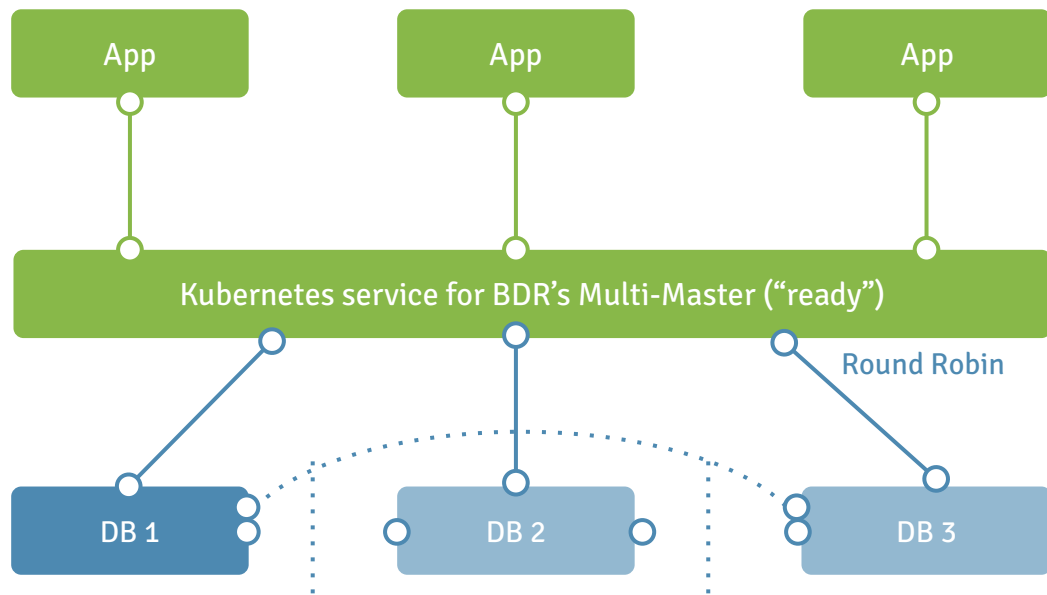 App
App
App
Kubernetes service for BDR’s Multi-Master (“ready”)
Round Robin
DB 1
DB 2
DB 3